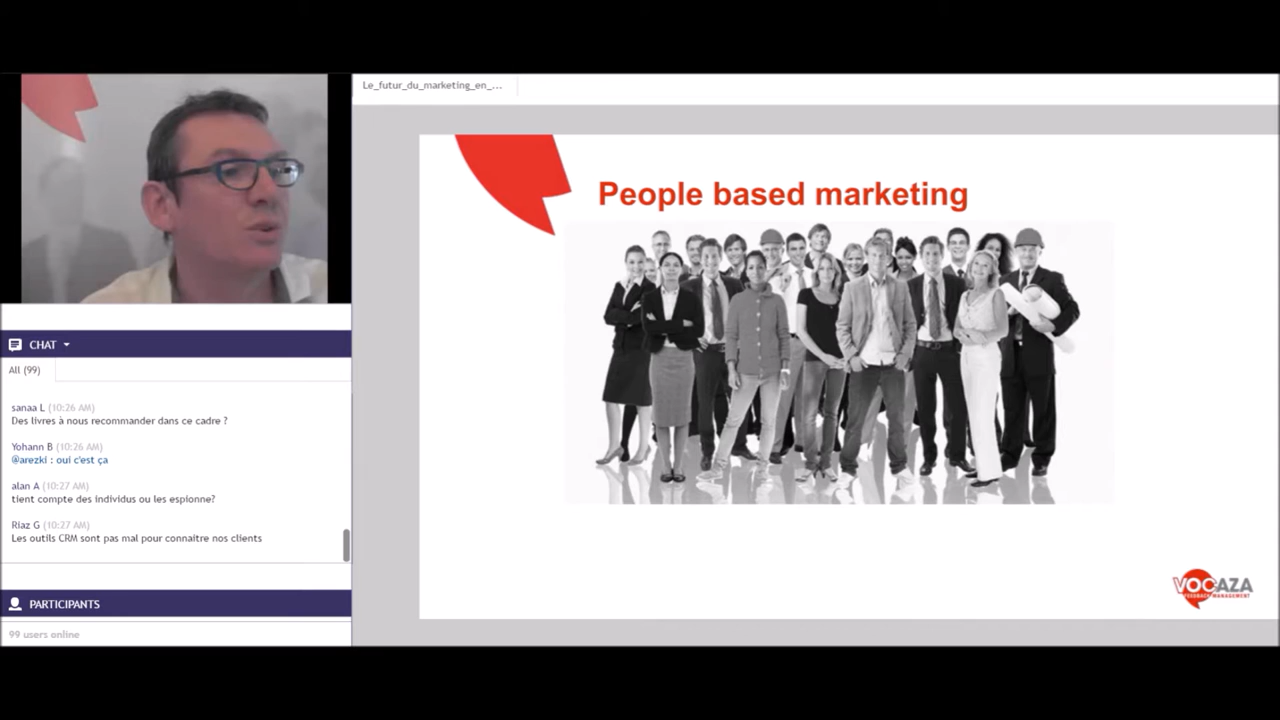 Le_futur_du_marketing_en_...
People based marketing
CHAT
All (99)
sanaa L (10:26 AM)
Des livres à nous recommander dans ce cadre ?
Yohann B (10:26 AM)
@arezki : oui c'est ça
alan A (10:27 AM)
tient compte des individus ou les espionne?
Riaz G (10:27 AM)
Les outils CRM sont pas mal pour connaitre nos clients
PARTICIPANTS
99 users online
VOCAZA
FEEDBACK MANAGEMENT